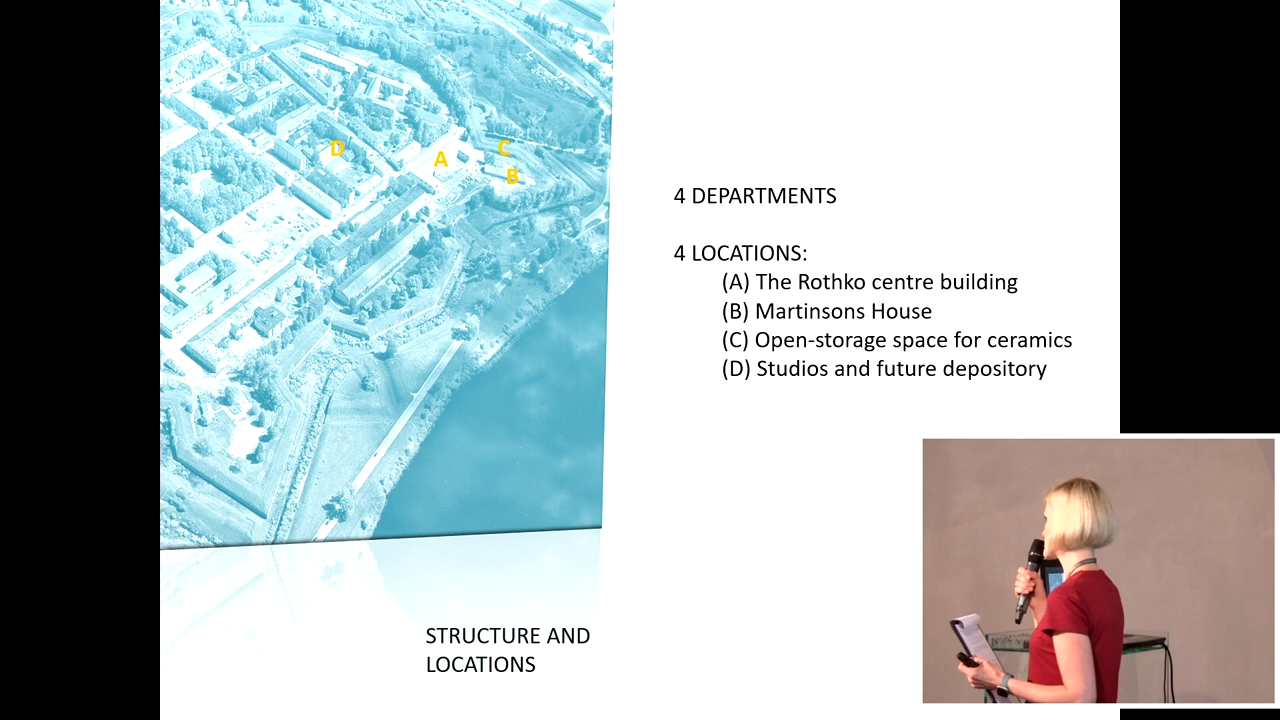 D
A
C
B
4 DEPARTMENTS
4 LOCATIONS:
(A) The Rothko centre building
(B) Martinsons House
(C) Open-storage space for ceramics
(D) Studios and future depository
STRUCTURE AND
LOCATIONS